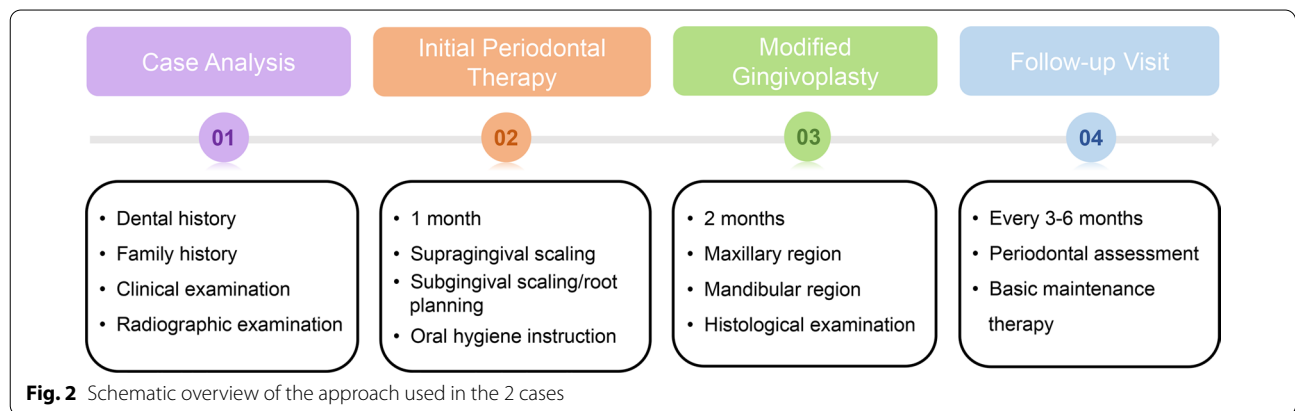 Case Analysis
Initial Periodontal
Therapy
Modified
Gingivoplasty
Follow-up Visit
01
02
03
04
• Dental history
• Family history
• Clinical examination
• Radiographic examination
• 1 month
• Supragingival scaling
• Subgingival scaling/root
planning
• Oral hygiene instruction
• 2 months
• Maxillary region
• Mandibular region
• Histological examination
• Every 3-6 months
• Periodontal assessment
• Basic maintenance
therapy
Fig. 2 Schematic overview of the approach used in the 2 cases